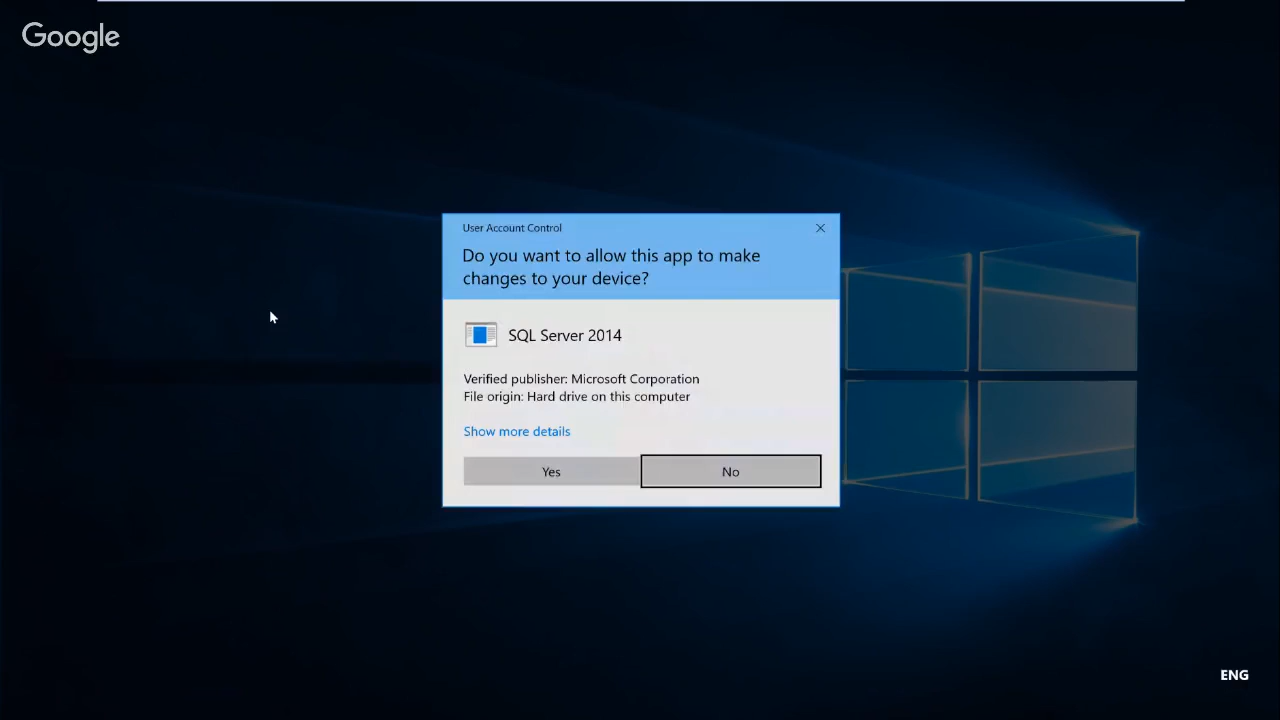 Google
User Account Control
Do you want to allow this app to make
changes to your device?
SQL Server 2014
Verified publisher: Microsoft Corporation
File origin: Hard drive on this computer
Show more details
Yes
No
ENG